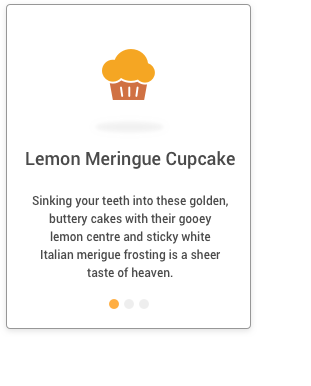 Lemon Meringue Cupcake
Sinking your teeth into these golden,
buttery cakes with their gooey
lemon centre and sticky white
Italian merigue frosting is a sheer
taste of heaven.